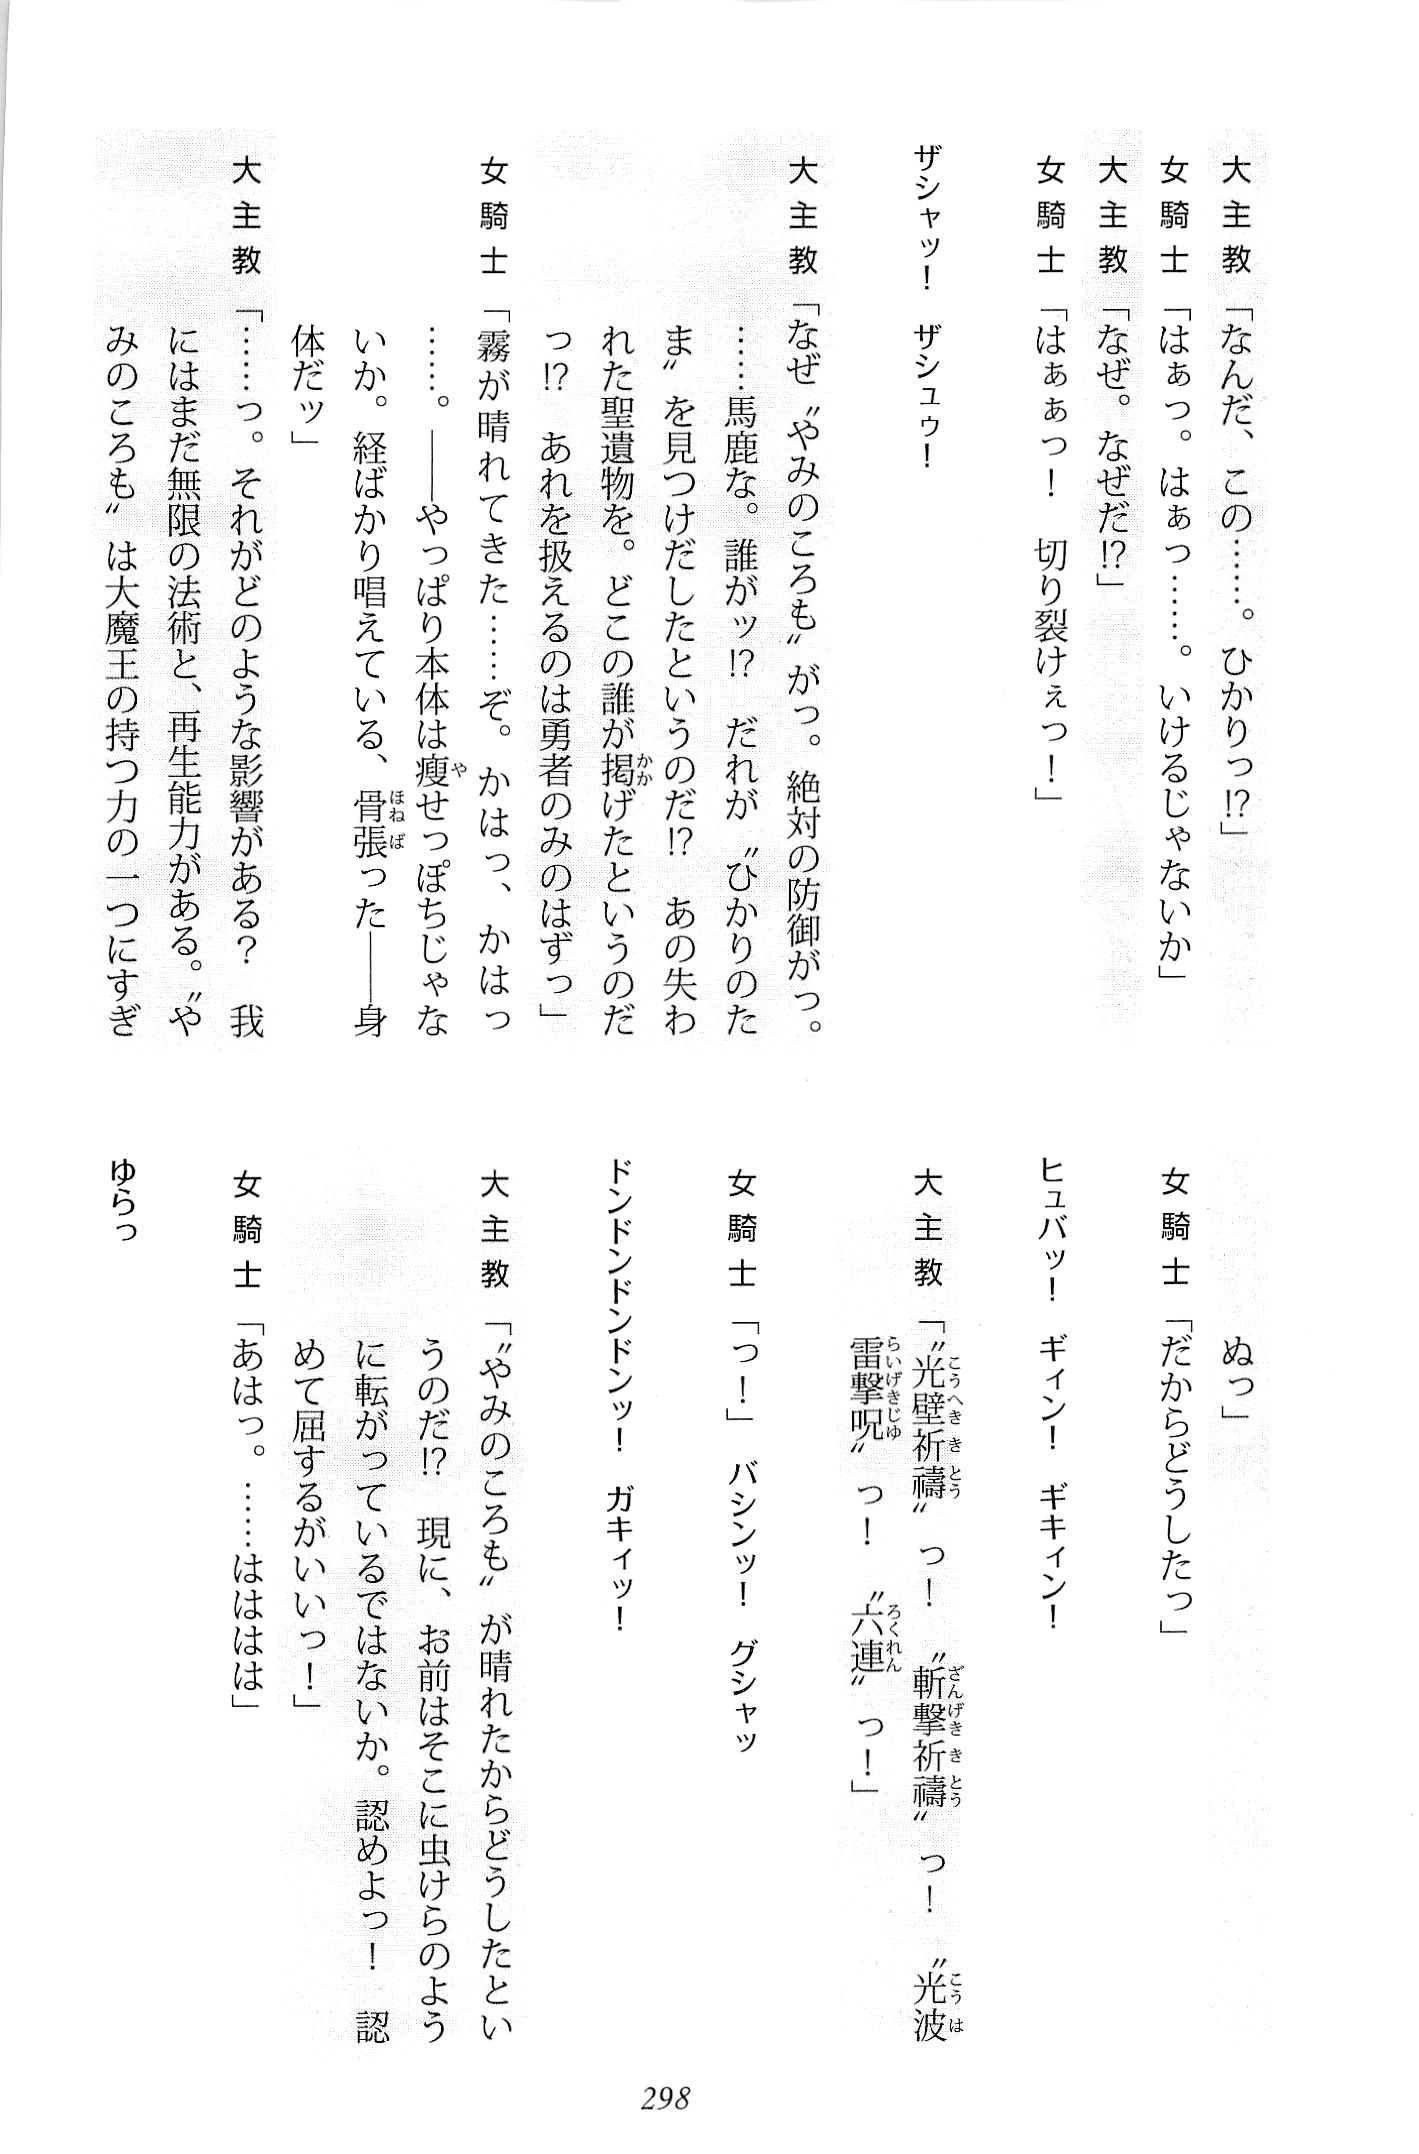 大主教「なんだ、この……。ひかりっ!?」
女騎士「はぁっ。はぁっ……。いけるじゃないか」
大主教「なぜ。なぜだ!?」
女騎士「はぁぁっ！　切り裂けぇっ！」
ザシャッ！　ザシュゥ！
大主教「なぜ〝やみのころも〟がっ。絶対の防御がっ。
……馬鹿な。誰がッ!?　だれが〝ひかりのた
ま〟を見つけだしたというのだ!?　あの失わ
れた聖遺物を。どこの誰が掲げたというのだ
っ!?　あれを扱えるのは勇者のみのはずっ」
女騎士「霧が晴れてきた……ぞ。かはっ、かはっ
……。――やっぱり本体は瘦せっぽちじゃな
いか。経ばかり唱えている、骨張った――身
体だッ」
大主教「……っ。それがどのような影響がある？　我
にはまだ無限の法術と、再生能力がある。〝や
みのころも〟は大魔王の持つ力の一つにすぎ
ぬっ」
女騎士「だからどうしたっ」
ヒュバッ！　ギィン！　ギキィン！
大主教「〝光壁祈禱〟っ！　〝斬撃祈禱〟っ！　〝光波
雷撃呪〟っ！　〝六連〟っ！」
女騎士「っ！」バシンッ！　グシャッ
ドンドンドンドンッ！　ガキィッ！
大主教「〝やみのころも〟が晴れたからどうしたとい
うのだ!?　現に、お前はそこに虫けらのよう
に転がっているではないか。認めよっ！　認
めて屈するがいいっ！」
女騎士「あはっ。……はははは」
ゆらっ
298